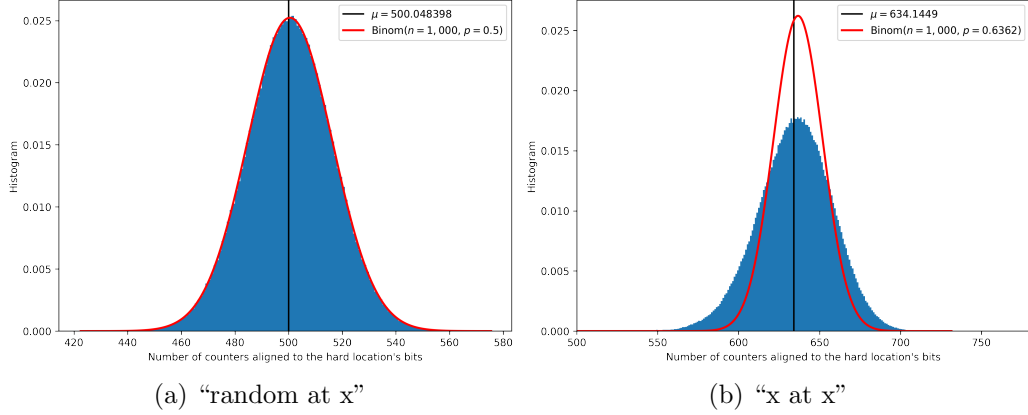 μ = 500.048398
Binom(n = 1, 000, p = 0.5)
0.025
0.020
0.015
0.010
0.005
0.000
Histogram
420 440 460 480 500 520 540 560 580
Number of counters aligned to the hard location's bits
(a) “random at x”
μ = 634.1449
Binom(n = 1, 000, p = 0.6362)
0.025
0.020
0.015
0.010
0.005
0.000
Histogram
500 550 600 650 700 750
Number of counters aligned to the hard location's bits
(b) “x at x”